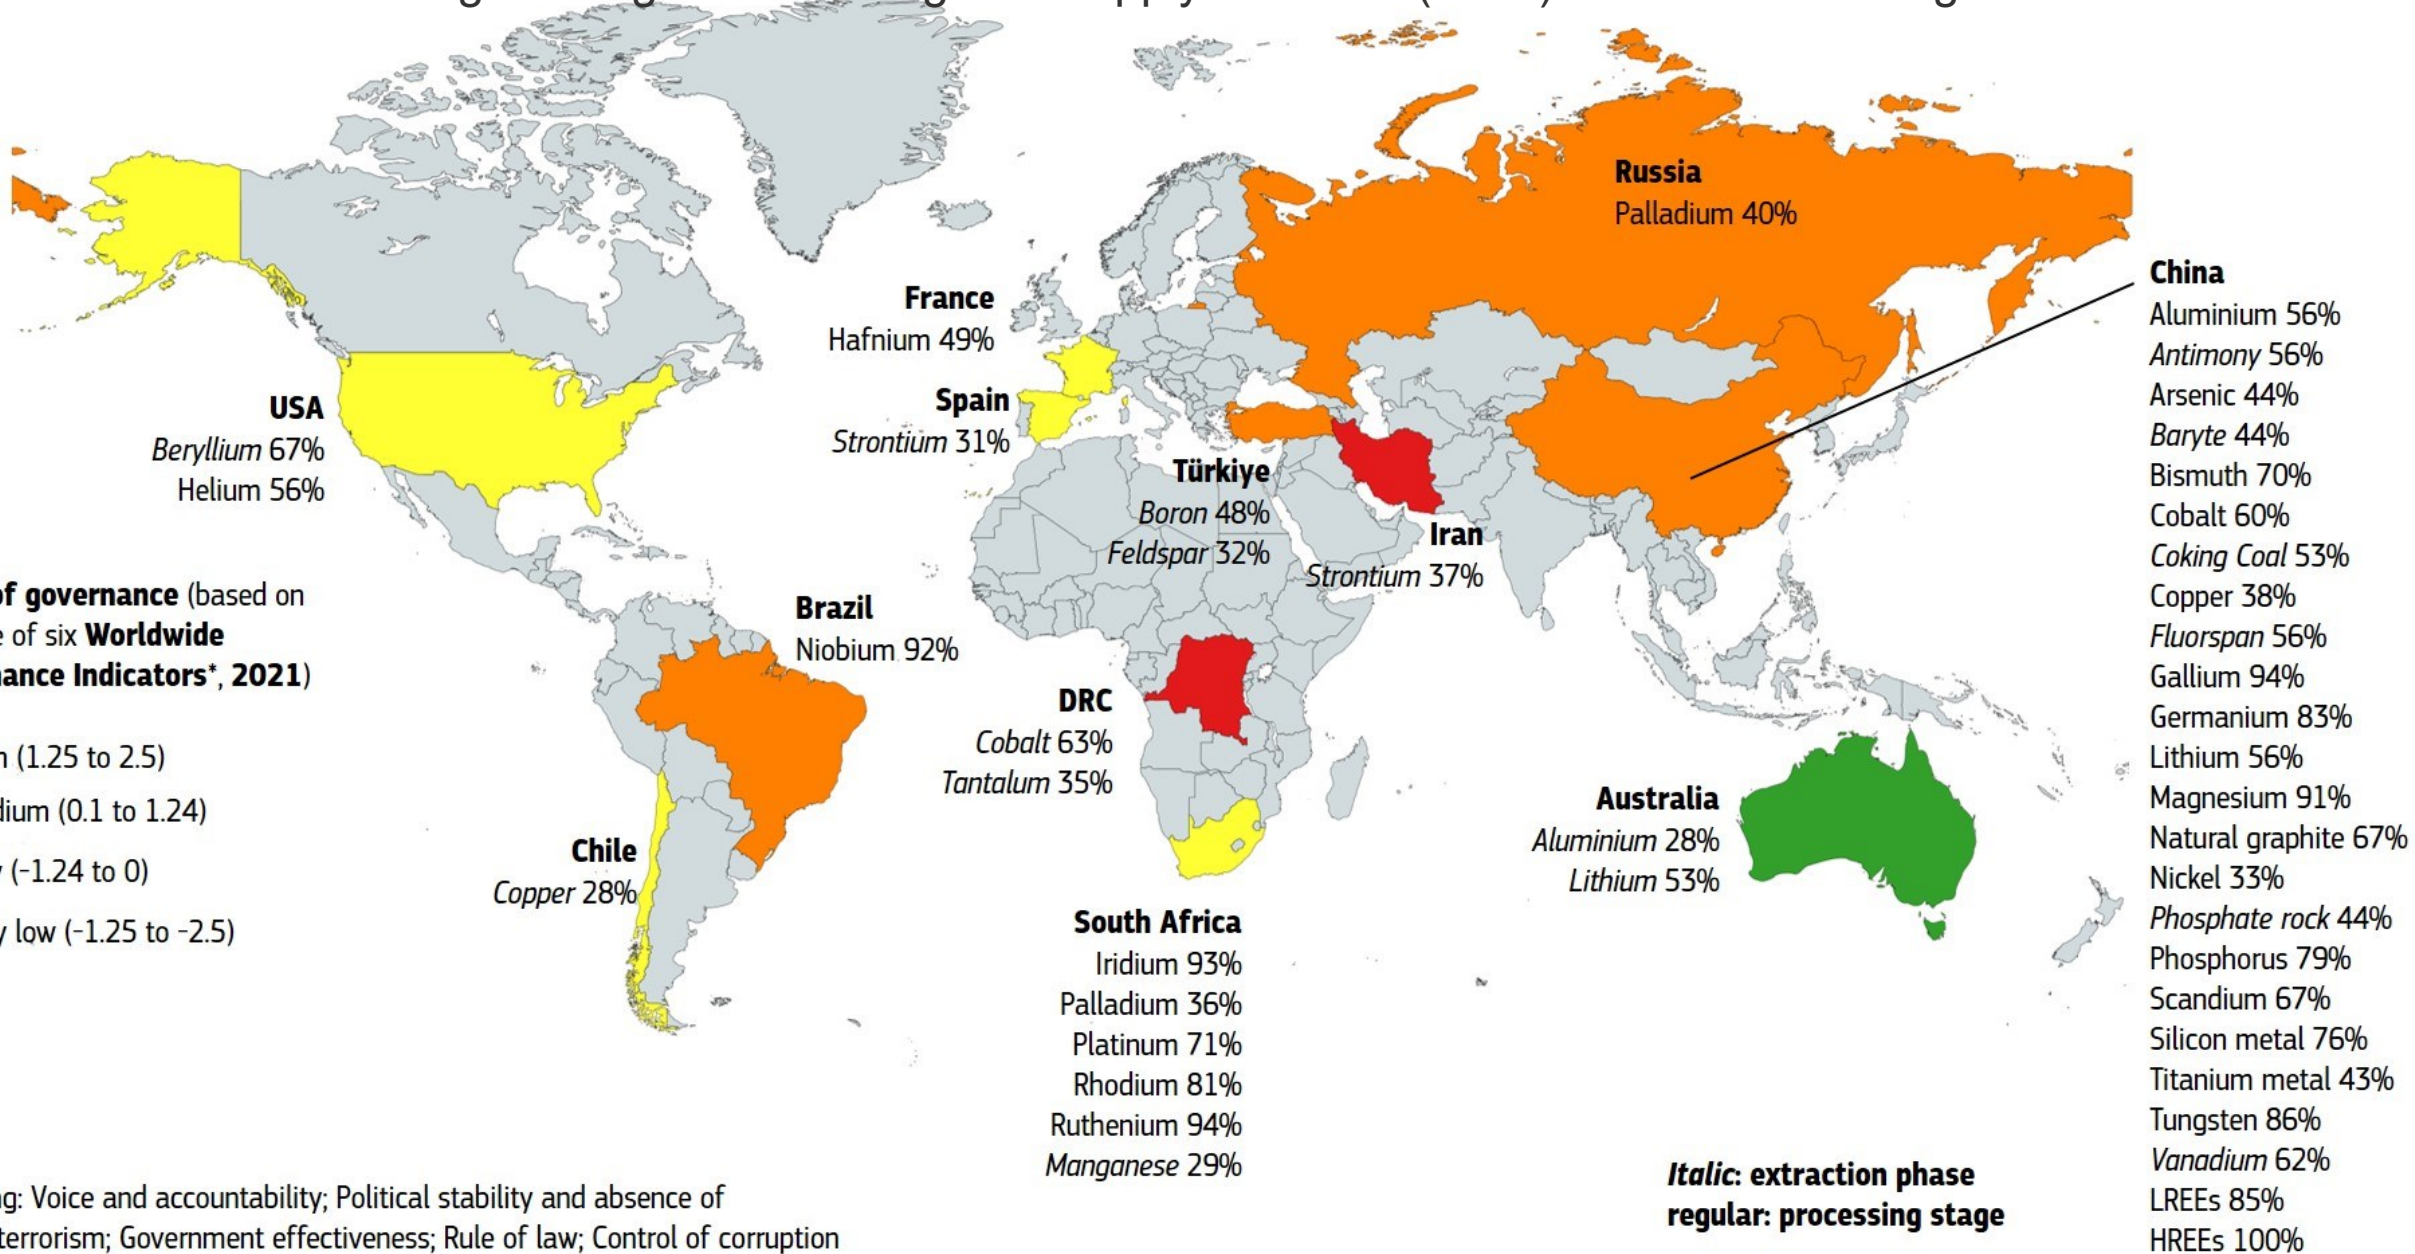 USA
Beryllium 67%
Helium 56%
France
Hafnium 49%
Spain
Strontium 31%
Türkiye
Boron 48%
Feldspar 32%
Iran
Strontium 37%
Russia
Palladium 40%
Brazil
Niobium 92%
DRC
Cobalt 63%
Tantalum 35%
Chile
Copper 28%
South Africa
Iridium 93%
Palladium 36%
Platinum 71%
Rhodium 81%
Ruthenium 94%
Manganese 29%
Australia
Aluminium 28%
Lithium 53%
China
Aluminium 56%
Antimony 56%
Arsenic 44%
Baryte 44%
Bismuth 70%
Cobalt 60%
Coking Coal 53%
Copper 38%
Fluorspan 56%
Gallium 94%
Germanium 83%
Lithium 56%
Magnesium 91%
Natural graphite 67%
Nickel 33%
Phosphate rock 44%
Phosphorus 79%
Scandium 67%
Silicon metal 76%
Titanium metal 43%
Tungsten 86%
Vanadium 62%
LREEs 85%
HREEs 100%
of governance (based on
of six Worldwide
Indicators*, 2021)
(1.25 to 2.5)
(0.1 to 1.24)
(-1.24 to 0)
low (-1.25 to -2.5)
Voice and accountability; Political stability and absence of
terrorism; Government effectiveness; Rule of law; Control of corruption
Italic: extraction phase
regular: processing stage